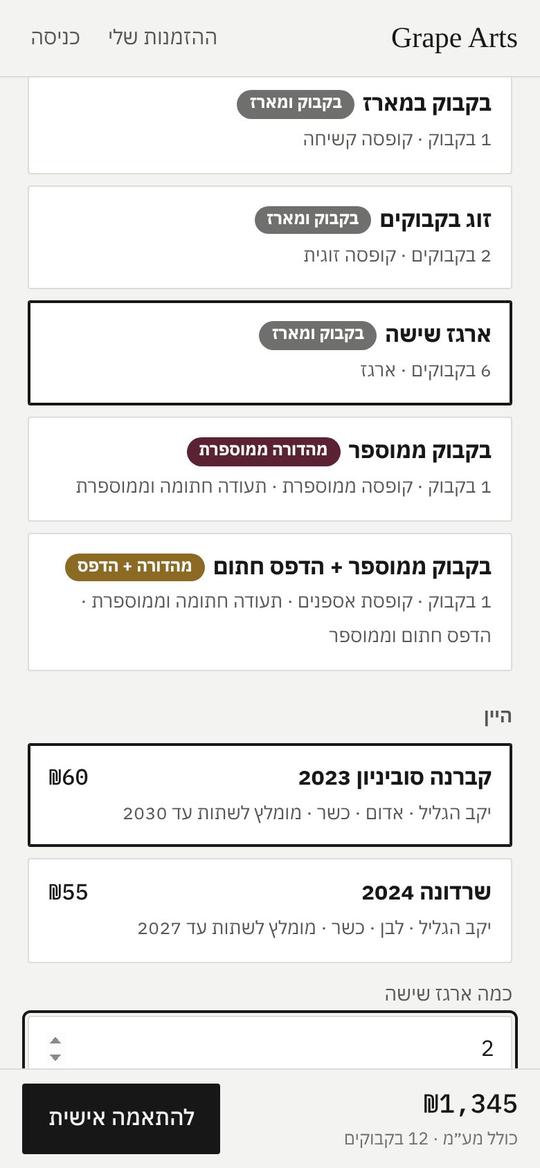 Grape Arts ההזמנות שלי כניסה
בקבוק במארז בקבוק ומארז
1 בקבוק · קופסה קשיחה
זוג בקבוקים בקבוק ומארז
2 בקבוקים · קופסה זוגית
ארגז שישה בקבוק ומארז
6 בקבוקים · ארגז
בקבוק ממוספר מהדורה ממוספרת
1 בקבוק · קופסה ממוספרת · תעודה חתומה וממוספרת
בקבוק ממוספר + הדפס חתום מהדורה + הדפס
1 בקבוק · קופסת אספנים · תעודה חתומה וממוספרת ·
הדפס חתום וממוספר
היין
קברנה סוביניון 2023 ₪60
יקב הגליל · אדום · כשר · מומלץ לשתות עד 2030
שרדונה 2024 ₪55
יקב הגליל · לבן · כשר · מומלץ לשתות עד 2027
כמה ארגז שישה
2
₪1,345 להתאמה אישית
כולל מע״מ · 12 בקבוקים